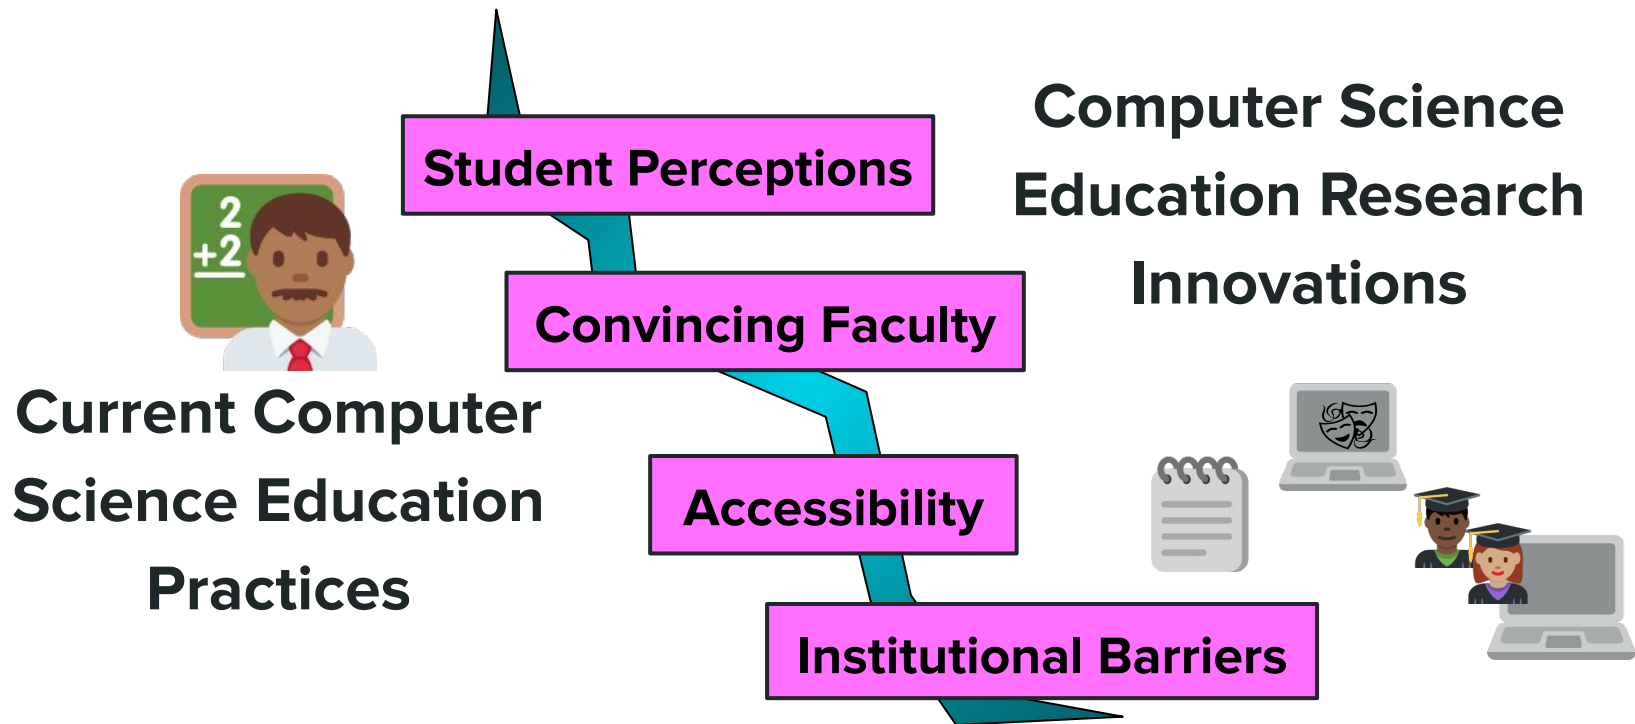 Student Perceptions
Computer Science
Education Research
Innovations
2
+2
Convincing Faculty
Current Computer
Science Education
Practices
Accessibility
Institutional Barriers